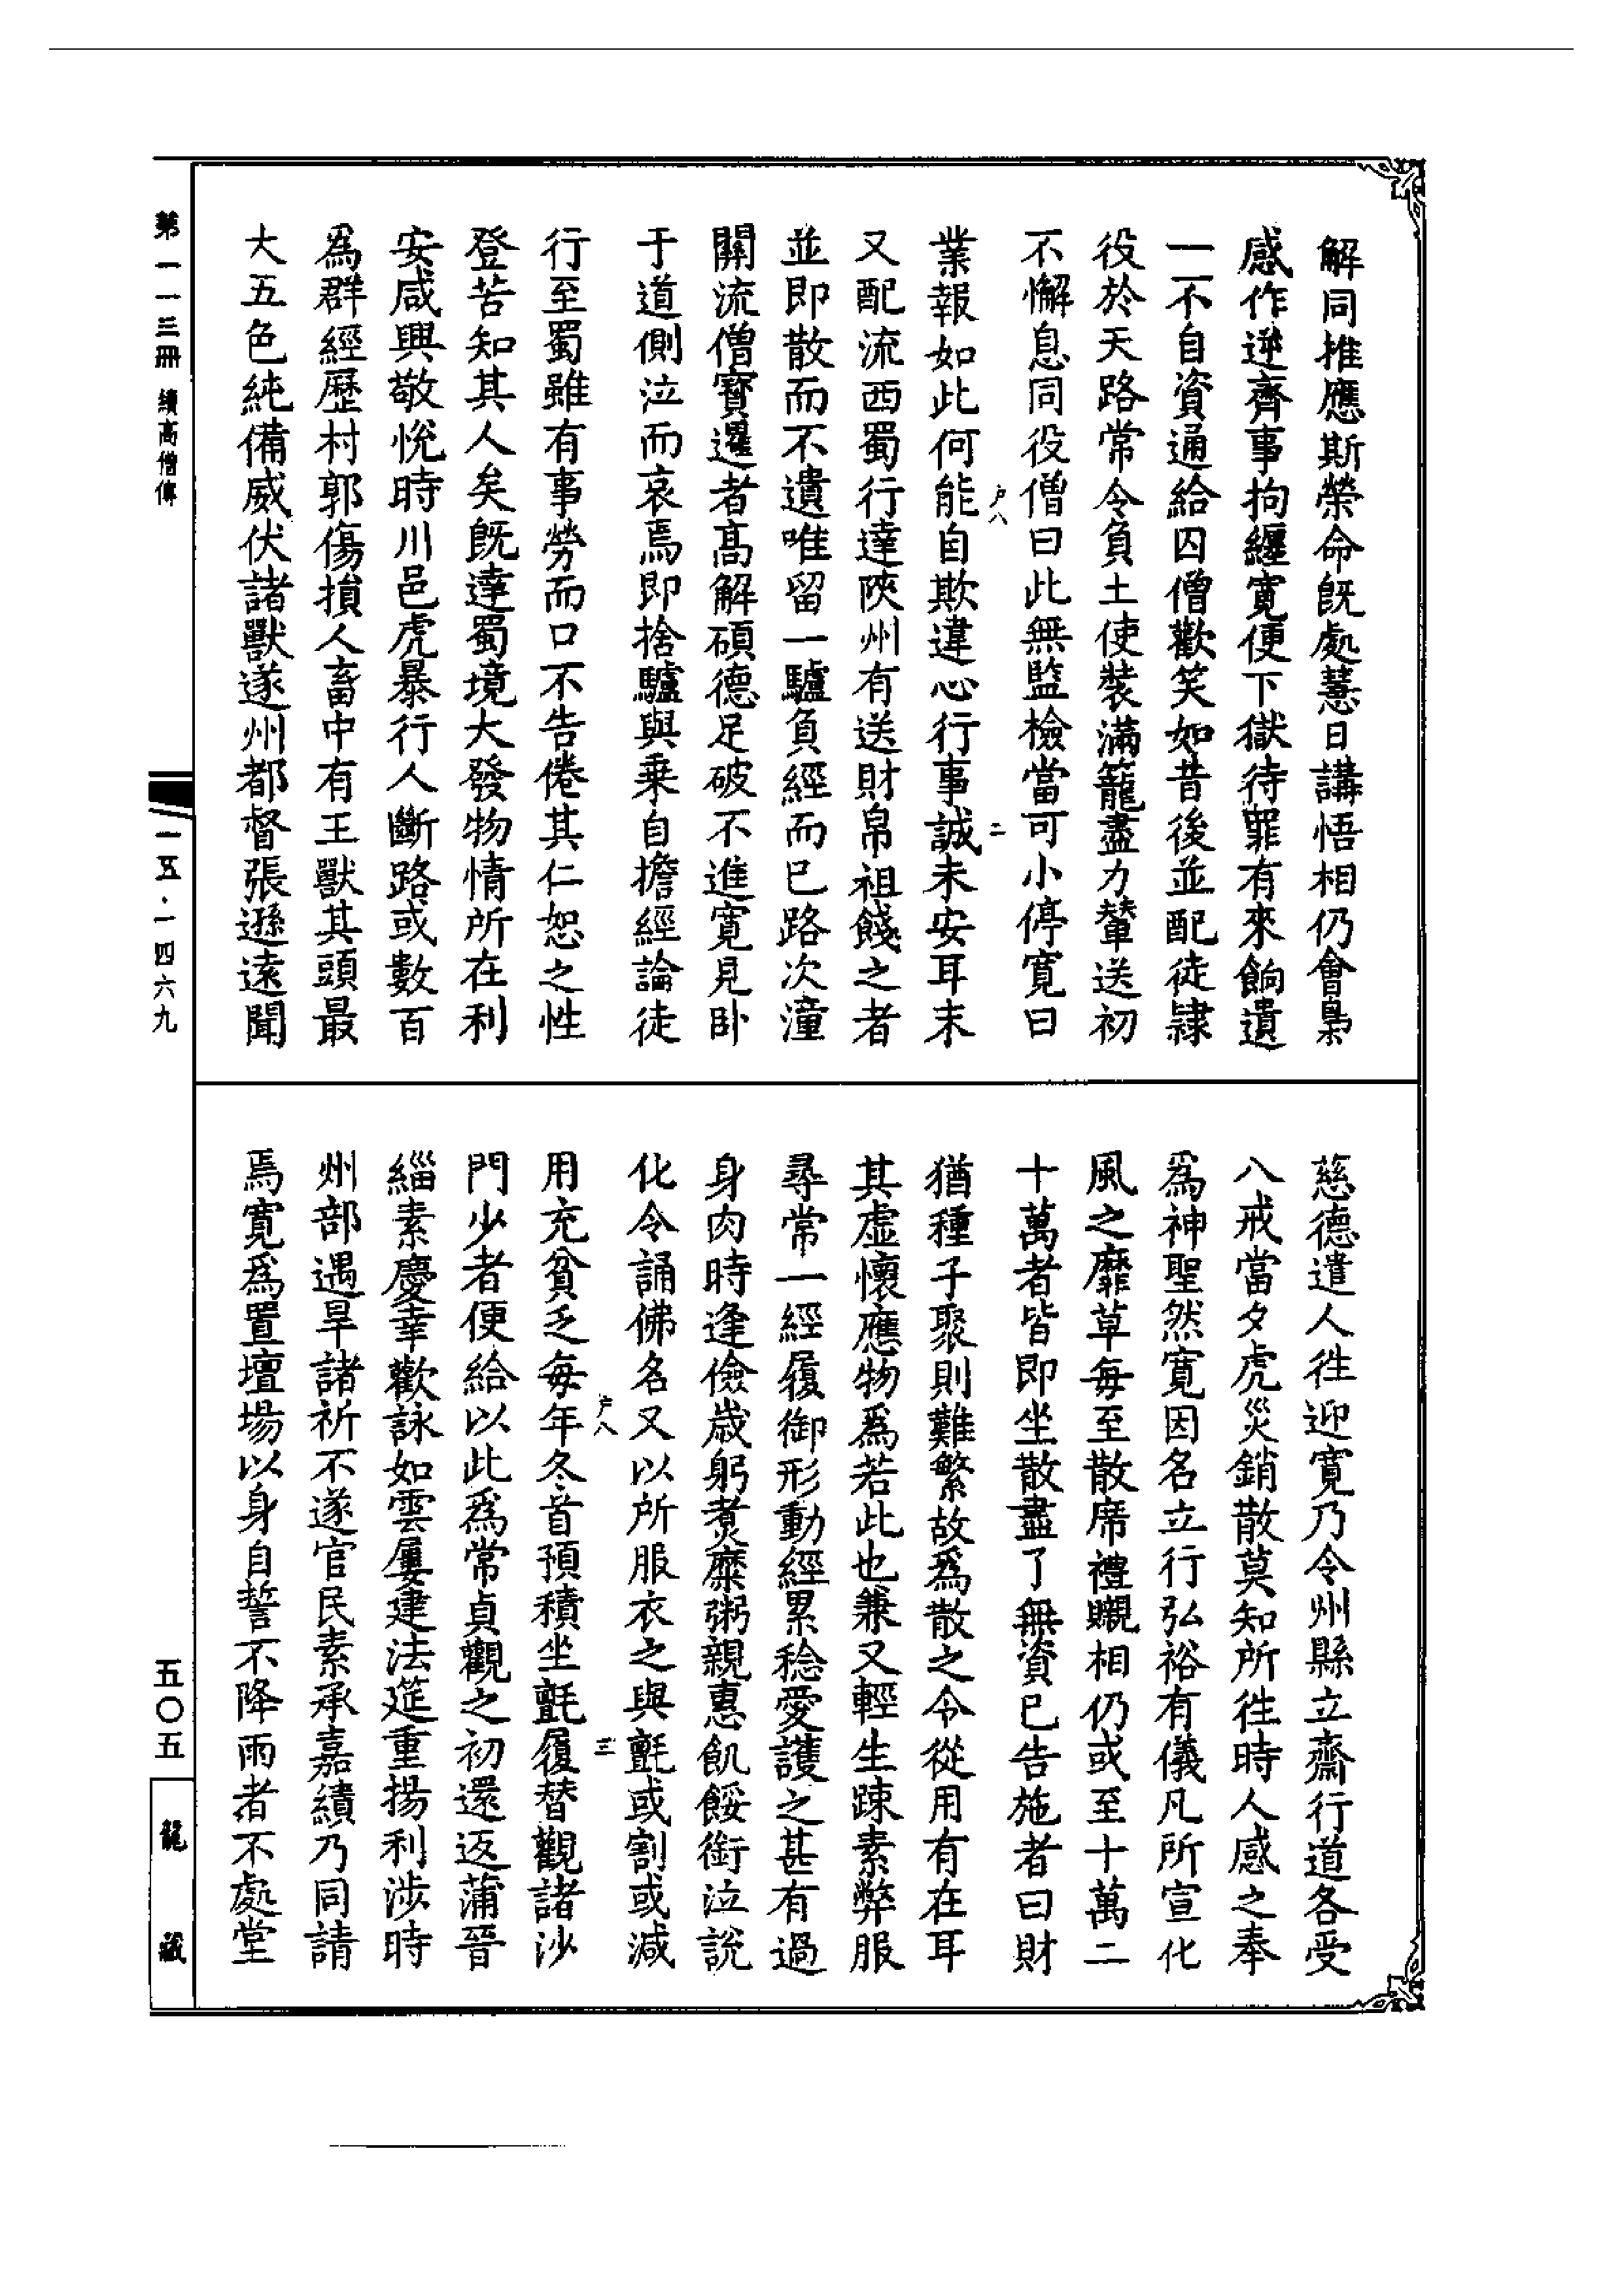 解同推應斯榮命既處慧日講悟相仍會梟
感作逆齊事拘纏寬便下獄待罪有來餉遺
一不自資通給囚僧歡笑如昔後並配徒隷
役於天路常令負土使裝滿籠盡力輦送初
不懈息同役僧曰此無監檢當可小停寬曰
業報如此何能自欺違心行事誠未安耳末
户八 二
又配流西蜀行達陝州有送財帛祖餞之者
並即散而不遺唯留一驢負經而已路次潼
關流僧寶暹者高解碩德足破不進寬見卧
于道側泣而哀焉即捨驢與乘自擔經論徒
行至蜀雖有事勞而口不告倦其仁恕之性
登苦知其人矣既達蜀境大發物情所在利
安咸興敬悅時川邑虎暴行人斷路或數百
為群經歷村郭傷損人畜中有王獸其頭最
大五色純備威伏諸獸遂州都督張遜遠聞
慈德遣人往迎寬乃令州縣立齋行道各受
八戒當夕虎災銷散莫知所往時人感之奉
為神聖然寬因名立行弘裕有儀凡所宣化
風之靡草每至散席禮嚫相仍或至十萬二
十萬者皆即坐散盡了無資已告施者曰財
猶種子聚則難繁故為散之令從用有在耳
其虛懷應物為若此也兼又輕生踈素弊服
尋常一經履御形動經累稔愛護之甚有過
身肉時逢儉歲躬煑糜粥親惠飢餒銜泣說
化令誦佛名又以所服衣之與氈或割或減
户八 三
用充貧乏每年冬首預積坐氈履替觀諸沙
門少者便給以此為常貞觀之初還返蒲晉
緇素慶幸歡詠如雲屢建法筵重揚利涉時
州部遇旱諸祈不遂官民素承嘉績乃同請
焉寬為置壇場以身自誓不降雨者不處堂
第一一三冊 續高僧傳
一五·一四六九
五〇五
龍藏